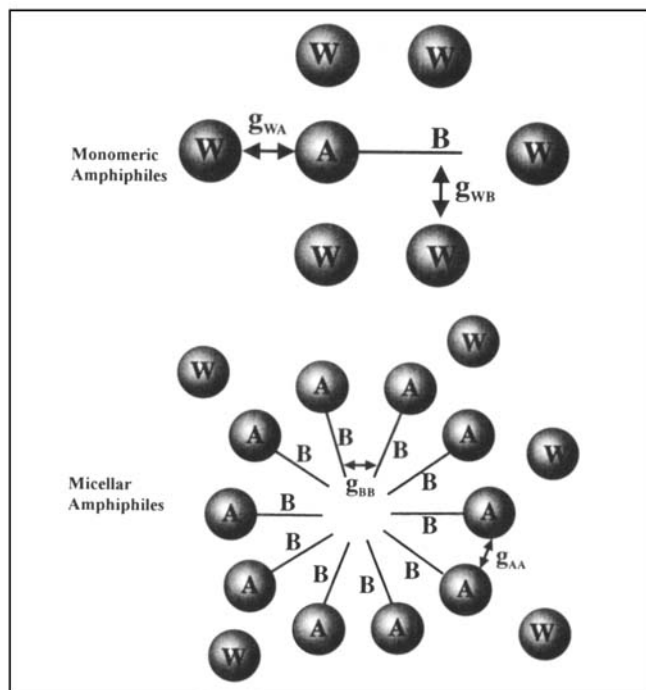 W W
g_WA
W A B W
Monomeric
Amphiphiles
g_WB
W W
W
W A A
A B B A
B B W
g_BB
Micellar
Amphiphiles
A B B A
g_AA
B B
A B B A
A A W
W